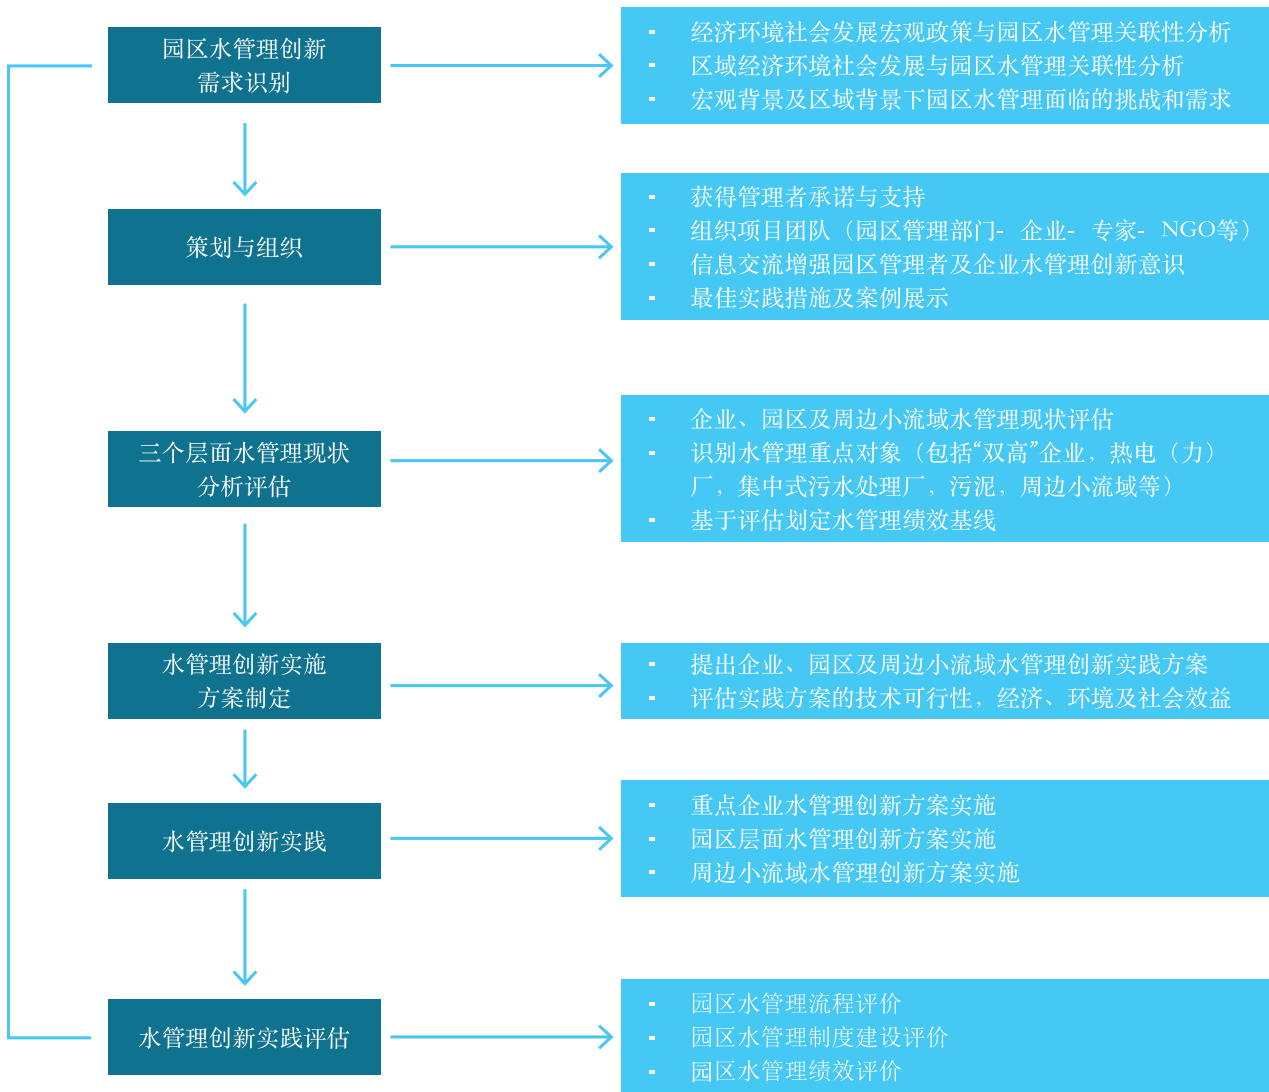 园区水管理创新
需求识别
- 经济环境社会发展宏观政策与园区水管理关联性分析
- 区域经济环境社会发展与园区水管理关联性分析
- 宏观背景及区域背景下园区水管理面临的挑战和需求
策划与组织
- 获得管理者承诺与支持
- 组织项目团队（园区管理部门- 企业- 专家- NGO等）
- 信息交流增强园区管理者及企业水管理创新意识
- 最佳实践措施及案例展示
三个层面水管理现状
分析评估
- 企业、园区及周边小流域水管理现状评估
- 识别水管理重点对象（包括“双高”企业，热电（力）
厂，集中式污水处理厂，污泥，周边小流域等）
- 基于评估划定水管理绩效基线
水管理创新实施
方案制定
- 提出企业、园区及周边小流域水管理创新实践方案
- 评估实践方案的技术可行性，经济、环境及社会效益
水管理创新实践
- 重点企业水管理创新方案实施
- 园区层面水管理创新方案实施
- 周边小流域水管理创新方案实施
水管理创新实践评估
- 园区水管理流程评价
- 园区水管理制度建设评价
- 园区水管理绩效评价